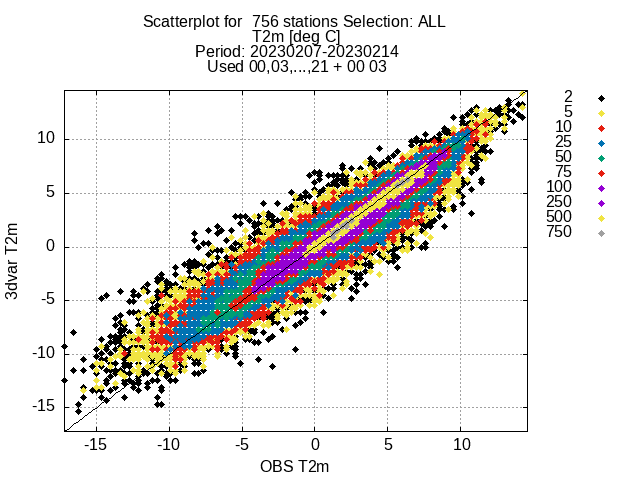 Scatterplot for  756 stations Selection: ALL
T2m [deg C]
Period: 20230207-20230214
Used 00,03,...,21 + 00 03
2
5
10
25
50
75
100
250
500
750
10
5
0
-5
-10
-15
3dvar T2m
-15 -10 -5 0 5 10
OBS T2m